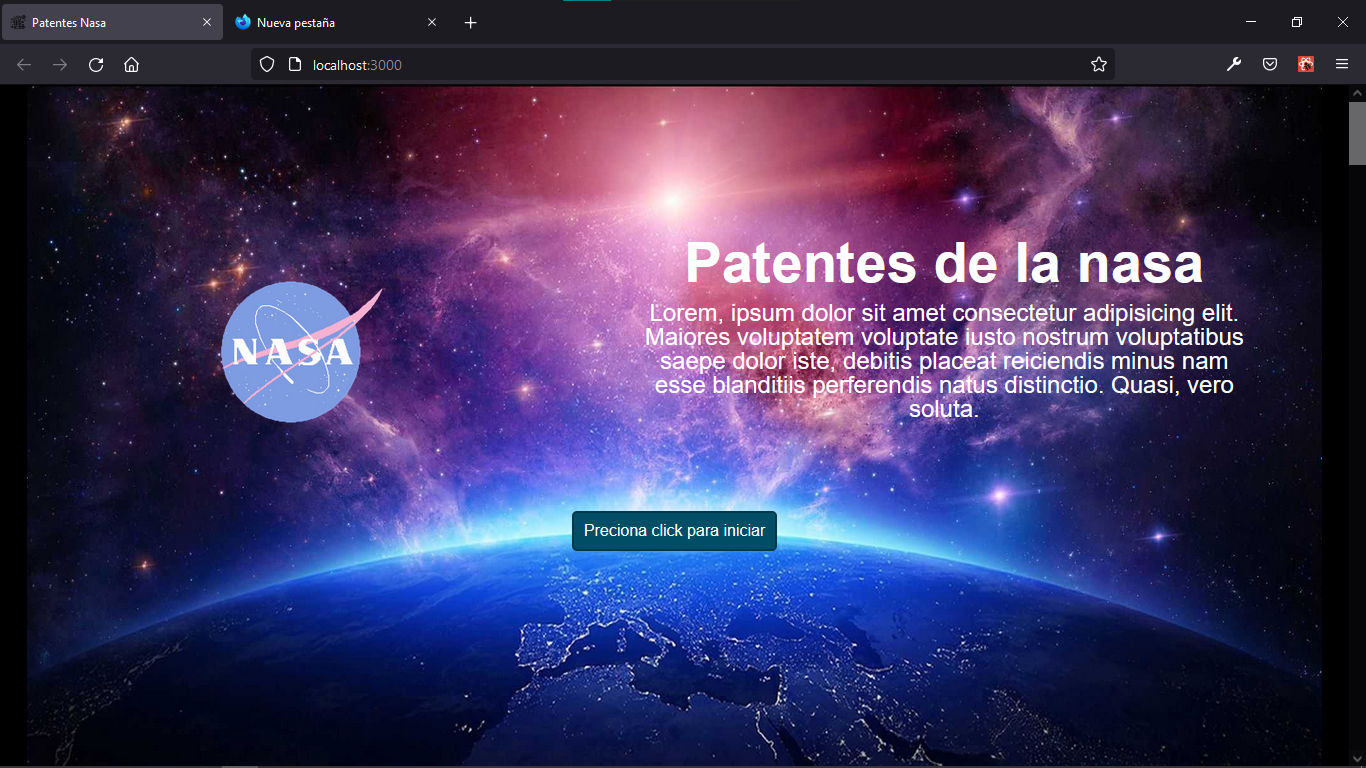 Patentes Nasa
Nueva pestaña
localhost:3000
Patentes de la nasa
Lorem, ipsum dolor sit amet consectetur adipisicing elit.
Maiores voluptatem voluptate iusto nostrum voluptatibus
saepe dolor iste, debitis placeat reiciendis minus nam
esse blanditiis perferendis natus distinctio. Quasi, vero
soluta.
NASA
Preciona click para iniciar